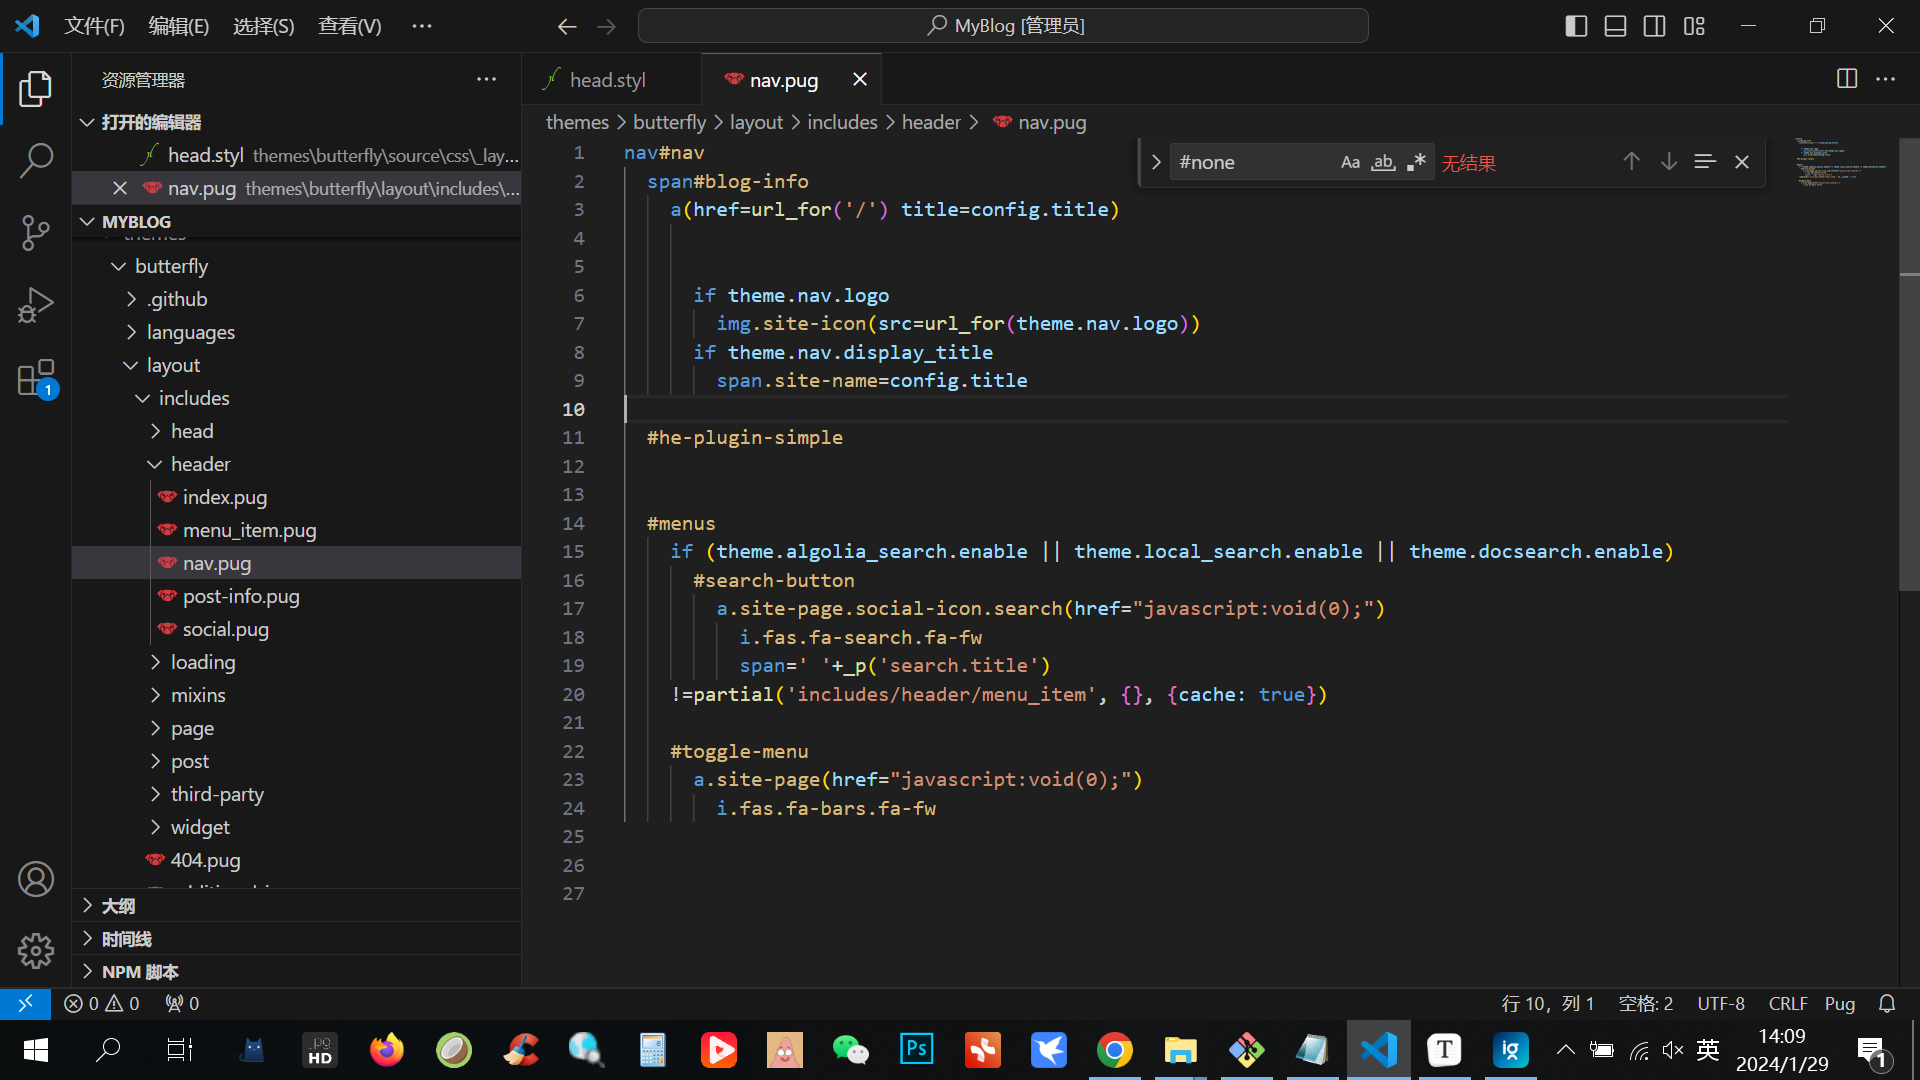 文件(F) 编辑(E) 选择(S) 查看(V) ··· MyBlog [管理员]
资源管理器 ···
打开的编辑器
head.styl themes\butterfly\source\css\_lay...
nav.pug themes\butterfly\layout\includes\...
MYBLOG
themes
butterfly
.github
languages
layout
includes
head
header
index.pug
menu_item.pug
nav.pug
post-info.pug
social.pug
loading
mixins
page
post
third-party
widget
404.pug
大纲
时间线
NPM 脚本
head.styl nav.pug
themes > butterfly > layout > includes > header > nav.pug
#none Aa ab 无结果
1 nav#nav
2 span#blog-info
3 a(href=url_for('/') title=config.title)
4
5
6 if theme.nav.logo
7 img.site-icon(src=url_for(theme.nav.logo))
8 if theme.nav.display_title
9 span.site-name=config.title
10
11 #he-plugin-simple
12
13
14 #menus
15 if (theme.algolia_search.enable || theme.local_search.enable || theme.docsearch.enable)
16 #search-button
17 a.site-page.social-icon.search(href="javascript:void(0);")
18 i.fas.fa-search.fa-fw
19 span=' '+_p('search.title')
20 !=partial('includes/header/menu_item', {}, {cache: true})
21
22 #toggle-menu
23 a.site-page(href="javascript:void(0);")
24 i.fas.fa-bars.fa-fw
25
26
27
1
0 0 0 行 10，列 1 空格: 2 UTF-8 CRLF Pug
.PG HD Ps T ig 英 14:09
2024/1/29 1